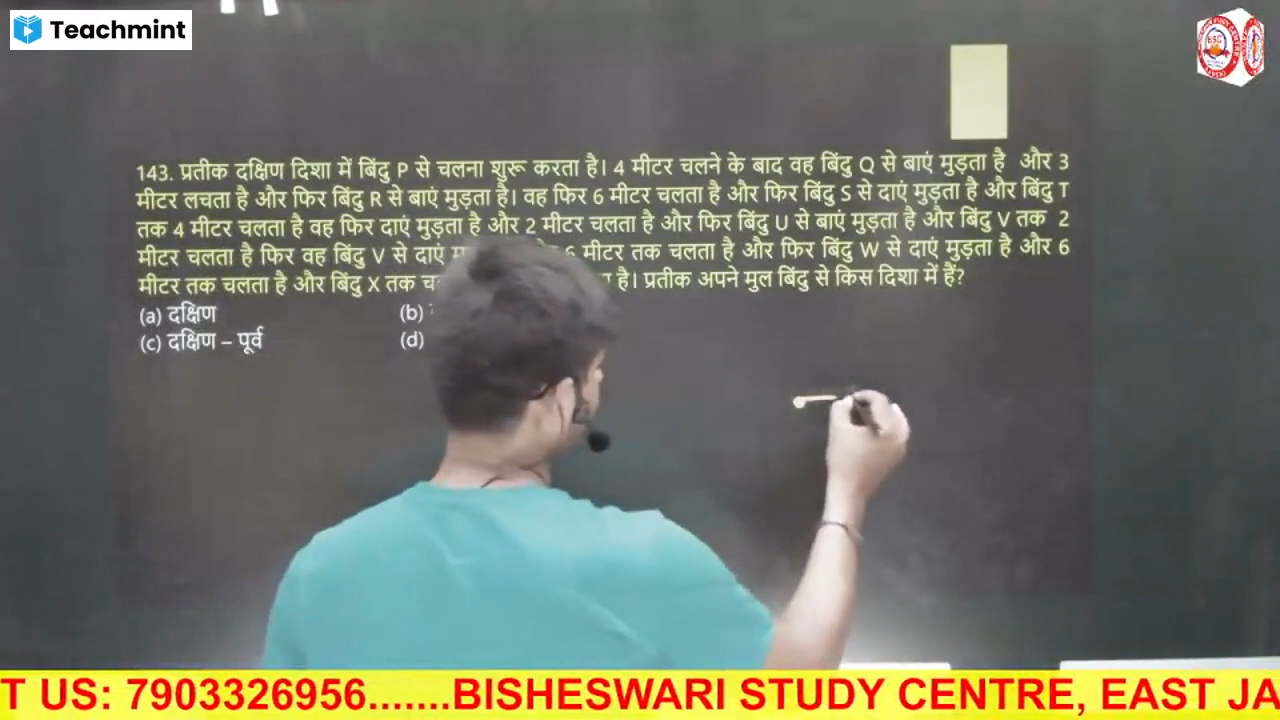 Teachmint
143. प्रतीक दक्षिण दिशा में बिंदु P से चलना शुरू करता है। 4 मीटर चलने के बाद वह बिंदु Q से बाएं मुड़ता है और 3
मीटर लचता है और फिर बिंदु R से बाएं मुड़ता है। वह फिर 6 मीटर चलता है और फिर बिंदु S से दाएं मुड़ता है और बिंदु T
तक 4 मीटर चलता है वह फिर दाएं मुड़ता है और 2 मीटर चलता है और फिर बिंदु U से बाएं मुड़ता है और बिंदु V तक 2
मीटर चलता है फिर वह बिंदु V से दाएं 6 मीटर तक चलता है और फिर बिंदु W से दाएं मुड़ता है और 6
मीटर तक चलता है और बिंदु X तक है। प्रतीक अपने मुल बिंदु से किस दिशा में हैं?
(a) दक्षिण (b)
(c) दक्षिण – पूर्व (d)
T US: 7903326956.......BISHESWARI STUDY CENTRE, EAST JA